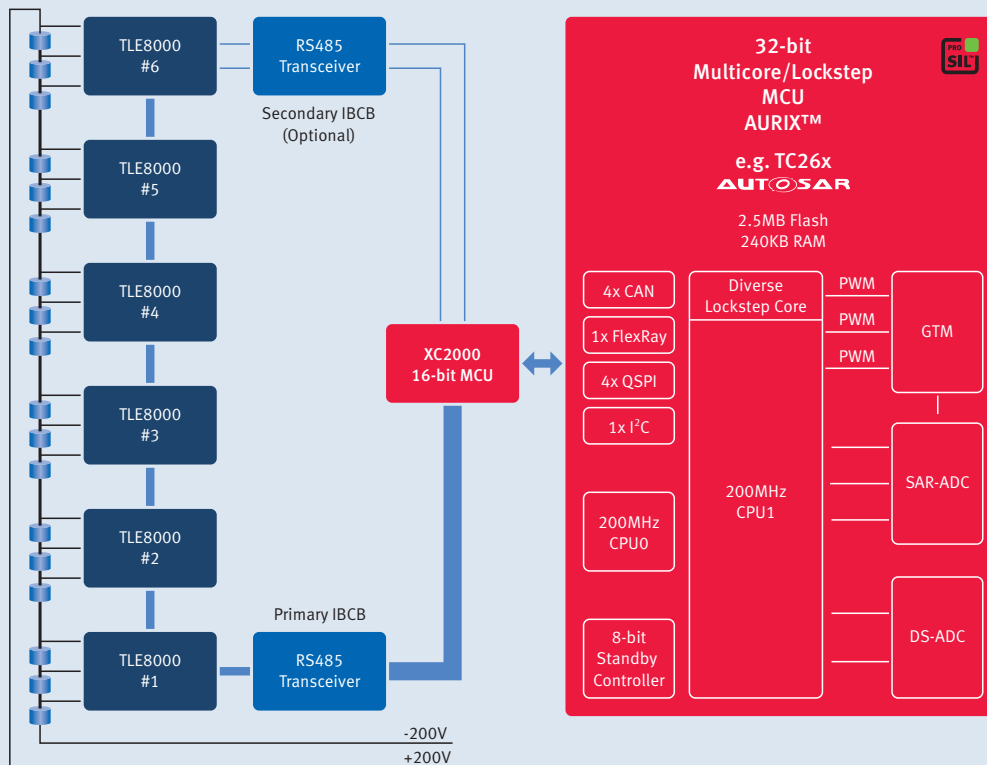 TLE8000
#6
RS485
Transceiver
Secondary IBCB
(Optional)
TLE8000
#5
TLE8000
#4
TLE8000
#3
TLE8000
#2
TLE8000
#1
Primary IBCB
RS485
Transceiver
-200V
+200V
XC2000
16-bit MCU
32-bit
Multicore/Lockstep
MCU
AURIX™
PRO
SIL™
e.g. TC26x
AUTOSAR
2.5MB Flash
240KB RAM
4x CAN
1x FlexRay
4x QSPI
1x I²C
200MHz
CPU0
8-bit
Standby
Controller
Diverse
Lockstep Core
200MHz
CPU1
PWM
PWM
PWM
GTM
SAR-ADC
DS-ADC